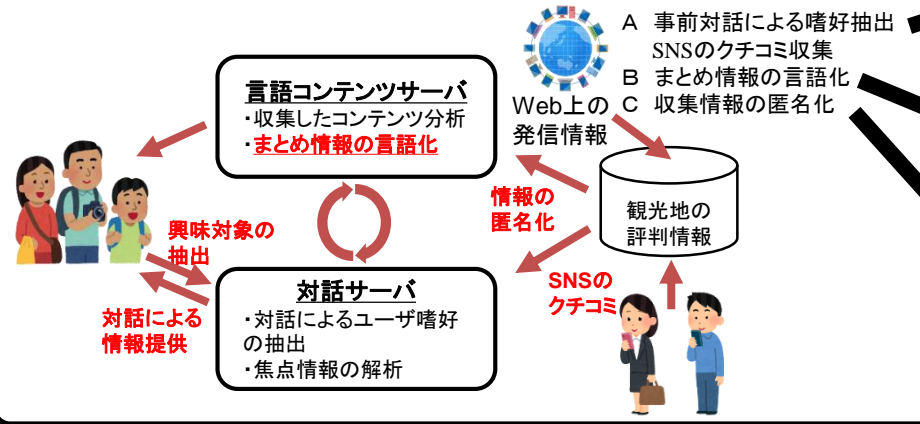 A 事前対話による嗜好抽出
SNSのクチコミ収集
B まとめ情報の言語化
C 収集情報の匿名化
Web上の
発信情報
言語コンテンツサーバ
・収集したコンテンツ分析
・まとめ情報の言語化
情報の
匿名化
観光地の
評判情報
興味対象の
抽出
対話サーバ
・対話によるユーザ嗜好
の抽出
・焦点情報の解析
SNSの
クチコミ
対話による
情報提供